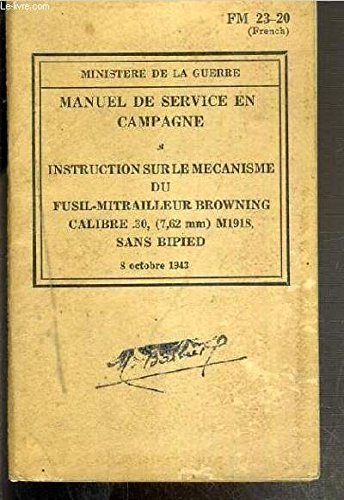 Le-livre.com
FM 23-20
(French)
MINISTERE DE LA GUERRE
MANUEL DE SERVICE EN
CAMPAGNE
INSTRUCTION SUR LE MECANISME
DU
FUSIL-MITRAILLEUR BROWNING
CALIBRE .30, (7,62 mm) M1918,
SANS BIPIED
8 octobre 1943